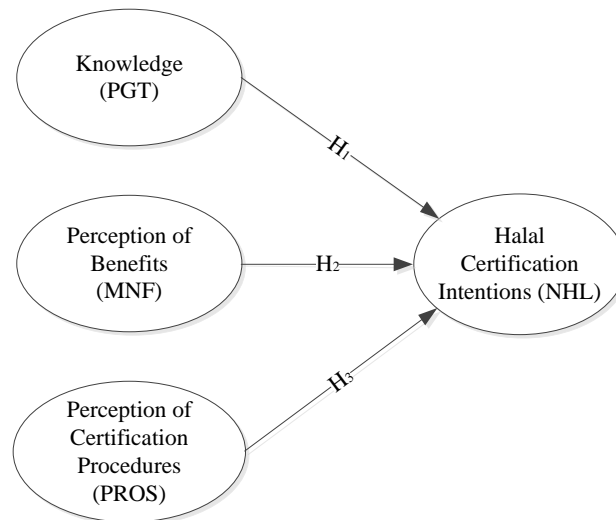 Knowledge
(PGT)
H₁
Perception of
Benefits
(MNF)
H₂
Halal
Certification
Intentions (NHL)
H₃
Perception of
Certification
Procedures
(PROS)